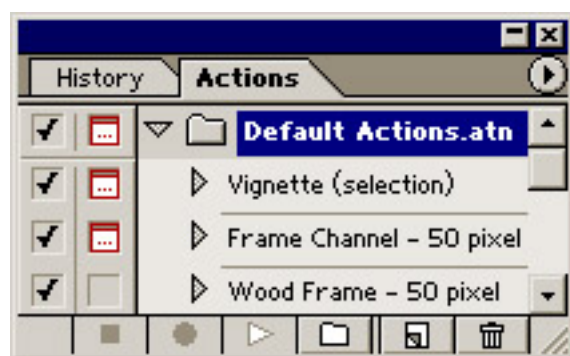 History Actions
Default Actions.atn
Vignette (selection)
Frame Channel - 50 pixel
Wood Frame - 50 pixel